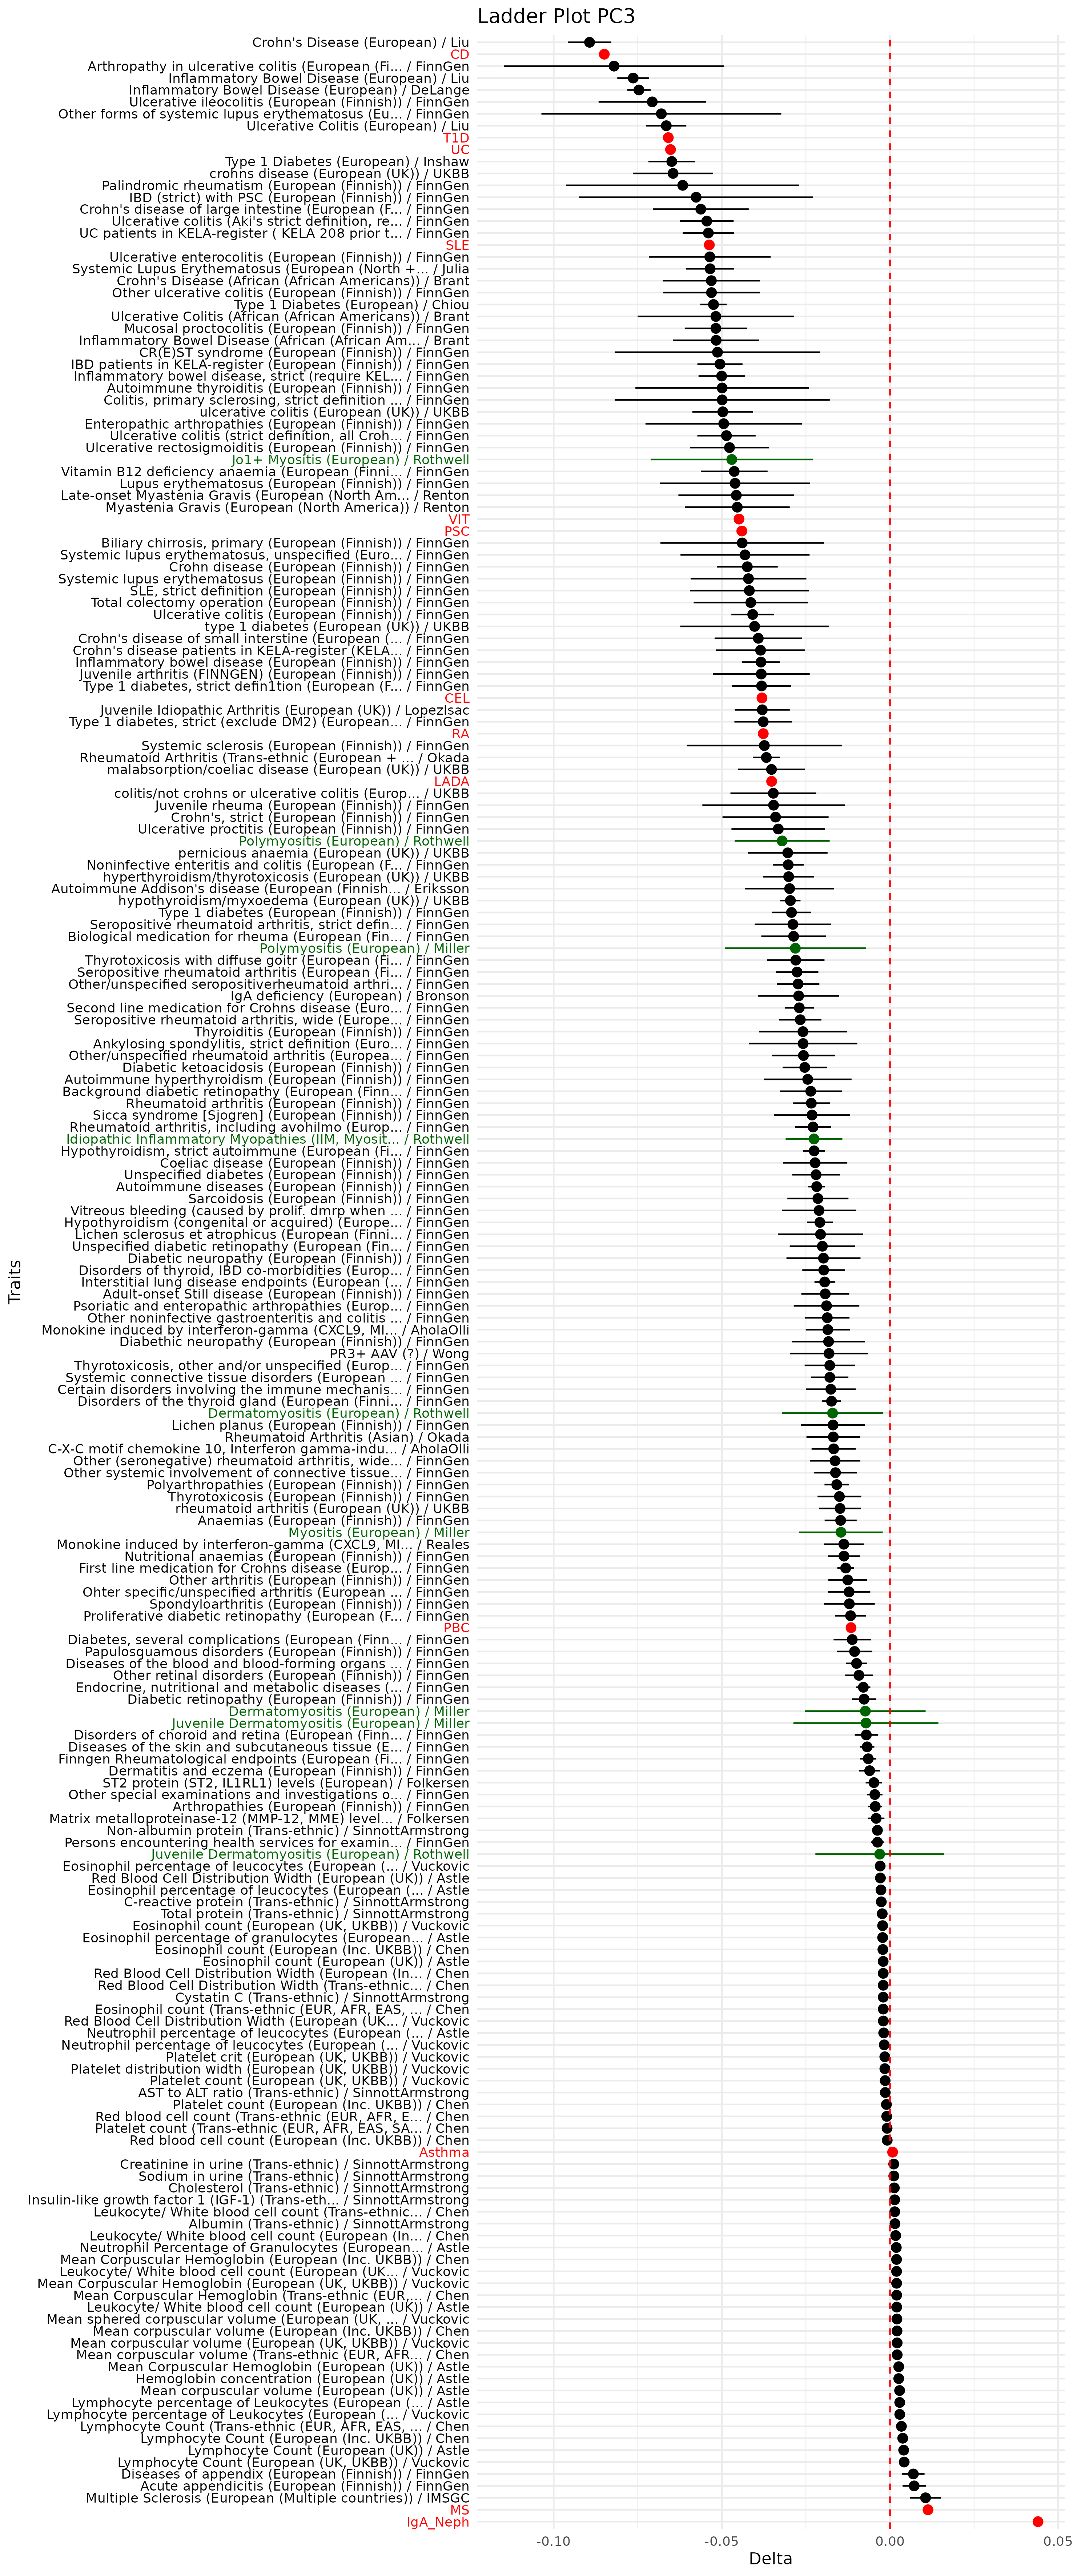 Ladder Plot PC3
Crohn's Disease (European) / Liu
CD
Arthropathy in ulcerative colitis (European (Fi... / FinnGen
Inflammatory Bowel Disease (European) / Liu
Inflammatory Bowel Disease (European) / DeLange
Ulcerative ileocolitis (European (Finnish)) / FinnGen
Other forms of systemic lupus erythematosus (Eu... / FinnGen
Ulcerative Colitis (European) / Liu
T1D
UC
Type 1 Diabetes (European) / Inshaw
crohns disease (European (UK)) / UKBB
Palindromic rheumatism (European (Finnish)) / FinnGen
IBD (strict) with PSC (European (Finnish)) / FinnGen
Crohn's disease of large intestine (European (F... / FinnGen
Ulcerative colitis (Aki's strict definition, re... / FinnGen
UC patients in KELA-register ( KELA 208 prior t... / FinnGen
SLE
Ulcerative enterocolitis (European (Finnish)) / FinnGen
Systemic Lupus Erythematosus (European (North +... / Julia
Crohn's Disease (African (African Americans)) / Brant
Other ulcerative colitis (European (Finnish)) / FinnGen
Type 1 Diabetes (European) / Chiou
Ulcerative Colitis (African (African Americans)) / Brant
Mucosal proctocolitis (European (Finnish)) / FinnGen
Inflammatory Bowel Disease (African (African Am... / Brant
CR(E)ST syndrome (European (Finnish)) / FinnGen
IBD patients in KELA-register (European (Finnish)) / FinnGen
Inflammatory bowel disease, strict (require KEL... / FinnGen
Autoimmune thyroiditis (European (Finnish)) / FinnGen
Colitis, primary sclerosing, strict definition ... / FinnGen
ulcerative colitis (European (UK)) / UKBB
Enteropathic arthropathies (European (Finnish)) / FinnGen
Ulcerative colitis (strict definition, all Croh... / FinnGen
Ulcerative rectosigmoiditis (European (Finnish)) / FinnGen
Jo1+ Myositis (European) / Rothwell
Vitamin B12 deficiency anaemia (European (Finni... / FinnGen
Lupus erythematosus (European (Finnish)) / FinnGen
Late-onset Myastenia Gravis (European (North Am... / Renton
Myastenia Gravis (European (North America)) / Renton
VIT
PSC
Biliary chirrosis, primary (European (Finnish)) / FinnGen
Systemic lupus erythematosus, unspecified (Euro... / FinnGen
Crohn disease (European (Finnish)) / FinnGen
Systemic lupus erythematosus (European (Finnish)) / FinnGen
SLE, strict definition (European (Finnish)) / FinnGen
Total colectomy operation (European (Finnish)) / FinnGen
Ulcerative colitis (European (Finnish)) / FinnGen
type 1 diabetes (European (UK)) / UKBB
Crohn's disease of small interstine (European (... / FinnGen
Crohn's disease patients in KELA-register (KELA... / FinnGen
Inflammatory bowel disease (European (Finnish)) / FinnGen
Juvenile arthritis (FINNGEN) (European (Finnish)) / FinnGen
Type 1 diabetes, strict defin1tion (European (F... / FinnGen
CEL
Juvenile Idiopathic Arthritis (European (UK)) / LopezIsac
Type 1 diabetes, strict (exclude DM2) (European... / FinnGen
RA
Systemic sclerosis (European (Finnish)) / FinnGen
Rheumatoid Arthritis (Trans-ethnic (European + ... / Okada
malabsorption/coeliac disease (European (UK)) / UKBB
LADA
colitis/not crohns or ulcerative colitis (Europ... / UKBB
Juvenile rheuma (European (Finnish)) / FinnGen
Crohn's, strict (European (Finnish)) / FinnGen
Ulcerative proctitis (European (Finnish)) / FinnGen
Polymyositis (European) / Rothwell
pernicious anaemia (European (UK)) / UKBB
Noninfective enteritis and colitis (European (F... / FinnGen
hyperthyroidism/thyrotoxicosis (European (UK)) / UKBB
Autoimmune Addison's disease (European (Finnish... / Eriksson
hypothyroidism/myxoedema (European (UK)) / UKBB
Type 1 diabetes (European (Finnish)) / FinnGen
Seropositive rheumatoid arthritis, strict defin... / FinnGen
Biological medication for rheuma (European (Fin... / FinnGen
Polymyositis (European) / Miller
Thyrotoxicosis with diffuse goitr (European (Fi... / FinnGen
Seropositive rheumatoid arthritis (European (Fi... / FinnGen
Other/unspecified seropositiverheumatoid arthri... / FinnGen
IgA deficiency (European) / Bronson
Second line medication for Crohns disease (Euro... / FinnGen
Seropositive rheumatoid arthritis, wide (Europe... / FinnGen
Thyroiditis (European (Finnish)) / FinnGen
Ankylosing spondylitis, strict definition (Euro... / FinnGen
Other/unspecified rheumatoid arthritis (Europea... / FinnGen
Diabetic ketoacidosis (European (Finnish)) / FinnGen
Autoimmune hyperthyroidism (European (Finnish)) / FinnGen
Background diabetic retinopathy (European (Finn... / FinnGen
Rheumatoid arthritis (European (Finnish)) / FinnGen
Sicca syndrome [Sjogren] (European (Finnish)) / FinnGen
Rheumatoid arthritis, including avohilmo (Europ... / FinnGen
Idiopathic Inflammatory Myopathies (IIM, Myosit... / Rothwell
Hypothyroidism, strict autoimmune (European (Fi... / FinnGen
Coeliac disease (European (Finnish)) / FinnGen
Unspecified diabetes (European (Finnish)) / FinnGen
Autoimmune diseases (European (Finnish)) / FinnGen
Sarcoidosis (European (Finnish)) / FinnGen
Vitreous bleeding (caused by prolif. dmrp when ... / FinnGen
Hypothyroidism (congenital or acquired) (Europe... / FinnGen
Lichen sclerosus et atrophicus (European (Finni... / FinnGen
Unspecified diabetic retinopathy (European (Fin... / FinnGen
Diabetic neuropathy (European (Finnish)) / FinnGen
Disorders of thyroid, IBD co-morbidities (Europ... / FinnGen
Interstitial lung disease endpoints (European (... / FinnGen
Adult-onset Still disease (European (Finnish)) / FinnGen
Psoriatic and enteropathic arthropathies (Europ... / FinnGen
Other noninfective gastroenteritis and colitis ... / FinnGen
Monokine induced by interferon-gamma (CXCL9, MI... / AholaOlli
Diabethic neuropathy (European (Finnish)) / FinnGen
PR3+ AAV (?) / Wong
Thyrotoxicosis, other and/or unspecified (Europ... / FinnGen
Systemic connective tissue disorders (European ... / FinnGen
Certain disorders involving the immune mechanis... / FinnGen
Disorders of the thyroid gland (European (Finni... / FinnGen
Dermatomyositis (European) / Rothwell
Lichen planus (European (Finnish)) / FinnGen
Rheumatoid Arthritis (Asian) / Okada
C-X-C motif chemokine 10, Interferon gamma-indu... / AholaOlli
Other (seronegative) rheumatoid arthritis, wide... / FinnGen
Other systemic involvement of connective tissue... / FinnGen
Polyarthropathies (European (Finnish)) / FinnGen
Thyrotoxicosis (European (Finnish)) / FinnGen
rheumatoid arthritis (European (UK)) / UKBB
Anaemias (European (Finnish)) / FinnGen
Myositis (European) / Miller
Monokine induced by interferon-gamma (CXCL9, MI... / Reales
Nutritional anaemias (European (Finnish)) / FinnGen
First line medication for Crohns disease (Europ... / FinnGen
Other arthritis (European (Finnish)) / FinnGen
Ohter specific/unspecified arthritis (European ... / FinnGen
Spondyloarthritis (European (Finnish)) / FinnGen
Proliferative diabetic retinopathy (European (F... / FinnGen
PBC
Diabetes, several complications (European (Finn... / FinnGen
Papulosquamous disorders (European (Finnish)) / FinnGen
Diseases of the blood and blood-forming organs ... / FinnGen
Other retinal disorders (European (Finnish)) / FinnGen
Endocrine, nutritional and metabolic diseases (... / FinnGen
Diabetic retinopathy (European (Finnish)) / FinnGen
Dermatomyositis (European) / Miller
Juvenile Dermatomyositis (European) / Miller
Disorders of choroid and retina (European (Finn... / FinnGen
Diseases of the skin and subcutaneous tissue (E... / FinnGen
Finngen Rheumatological endpoints (European (Fi... / FinnGen
Dermatitis and eczema (European (Finnish)) / FinnGen
ST2 protein (ST2, IL1RL1) levels (European) / Folkersen
Other special examinations and investigations o... / FinnGen
Arthropathies (European (Finnish)) / FinnGen
Matrix metalloproteinase-12 (MMP-12, MME) level... / Folkersen
Non-albumin protein (Trans-ethnic) / SinnottArmstrong
Persons encountering health services for examin... / FinnGen
Juvenile Dermatomyositis (European) / Rothwell
Eosinophil percentage of leucocytes (European (... / Vuckovic
Red Blood Cell Distribution Width (European (UK)) / Astle
Eosinophil percentage of leucocytes (European (... / Astle
C-reactive protein (Trans-ethnic) / SinnottArmstrong
Total protein (Trans-ethnic) / SinnottArmstrong
Eosinophil count (European (UK, UKBB)) / Vuckovic
Eosinophil percentage of granulocytes (European... / Astle
Eosinophil count (European (Inc. UKBB)) / Chen
Eosinophil count (European (UK)) / Astle
Red Blood Cell Distribution Width (European (In... / Chen
Red Blood Cell Distribution Width (Trans-ethnic... / Chen
Cystatin C (Trans-ethnic) / SinnottArmstrong
Eosinophil count (Trans-ethnic (EUR, AFR, EAS, ... / Chen
Red Blood Cell Distribution Width (European (UK... / Vuckovic
Neutrophil percentage of leucocytes (European (... / Astle
Neutrophil percentage of leucocytes (European (... / Vuckovic
Platelet crit (European (UK, UKBB)) / Vuckovic
Platelet distribution width (European (UK, UKBB)) / Vuckovic
Platelet count (European (UK, UKBB)) / Vuckovic
AST to ALT ratio (Trans-ethnic) / SinnottArmstrong
Platelet count (European (Inc. UKBB)) / Chen
Red blood cell count (Trans-ethnic (EUR, AFR, E... / Chen
Platelet count (Trans-ethnic (EUR, AFR, EAS, SA... / Chen
Red blood cell count (European (Inc. UKBB)) / Chen
Asthma
Creatinine in urine (Trans-ethnic) / SinnottArmstrong
Sodium in urine (Trans-ethnic) / SinnottArmstrong
Cholesterol (Trans-ethnic) / SinnottArmstrong
Insulin-like growth factor 1 (IGF-1) (Trans-eth... / SinnottArmstrong
Leukocyte/ White blood cell count (Trans-ethnic... / Chen
Albumin (Trans-ethnic) / SinnottArmstrong
Leukocyte/ White blood cell count (European (In... / Chen
Neutrophil Percentage of Granulocytes (European... / Astle
Mean Corpuscular Hemoglobin (European (Inc. UKBB)) / Chen
Leukocyte/ White blood cell count (European (UK... / Vuckovic
Mean Corpuscular Hemoglobin (European (UK, UKBB)) / Vuckovic
Mean Corpuscular Hemoglobin (Trans-ethnic (EUR,... / Chen
Leukocyte/ White blood cell count (European (UK)) / Astle
Mean sphered corpuscular volume (European (UK, ... / Vuckovic
Mean corpuscular volume (European (Inc. UKBB)) / Chen
Mean corpuscular volume (European (UK, UKBB)) / Vuckovic
Mean corpuscular volume (Trans-ethnic (EUR, AFR... / Chen
Mean Corpuscular Hemoglobin (European (UK)) / Astle
Hemoglobin concentration (European (UK)) / Astle
Mean corpuscular volume (European (UK)) / Astle
Lymphocyte percentage of Leukocytes (European (... / Astle
Lymphocyte percentage of Leukocytes (European (... / Vuckovic
Lymphocyte Count (Trans-ethnic (EUR, AFR, EAS, ... / Chen
Lymphocyte Count (European (Inc. UKBB)) / Chen
Lymphocyte Count (European (UK)) / Astle
Lymphocyte Count (European (UK, UKBB)) / Vuckovic
Diseases of appendix (European (Finnish)) / FinnGen
Acute appendicitis (European (Finnish)) / FinnGen
Multiple Sclerosis (European (Multiple countries)) / IMSGC
MS
IgA_Neph
Traits
-0.10 -0.05 0.00 0.05
Delta